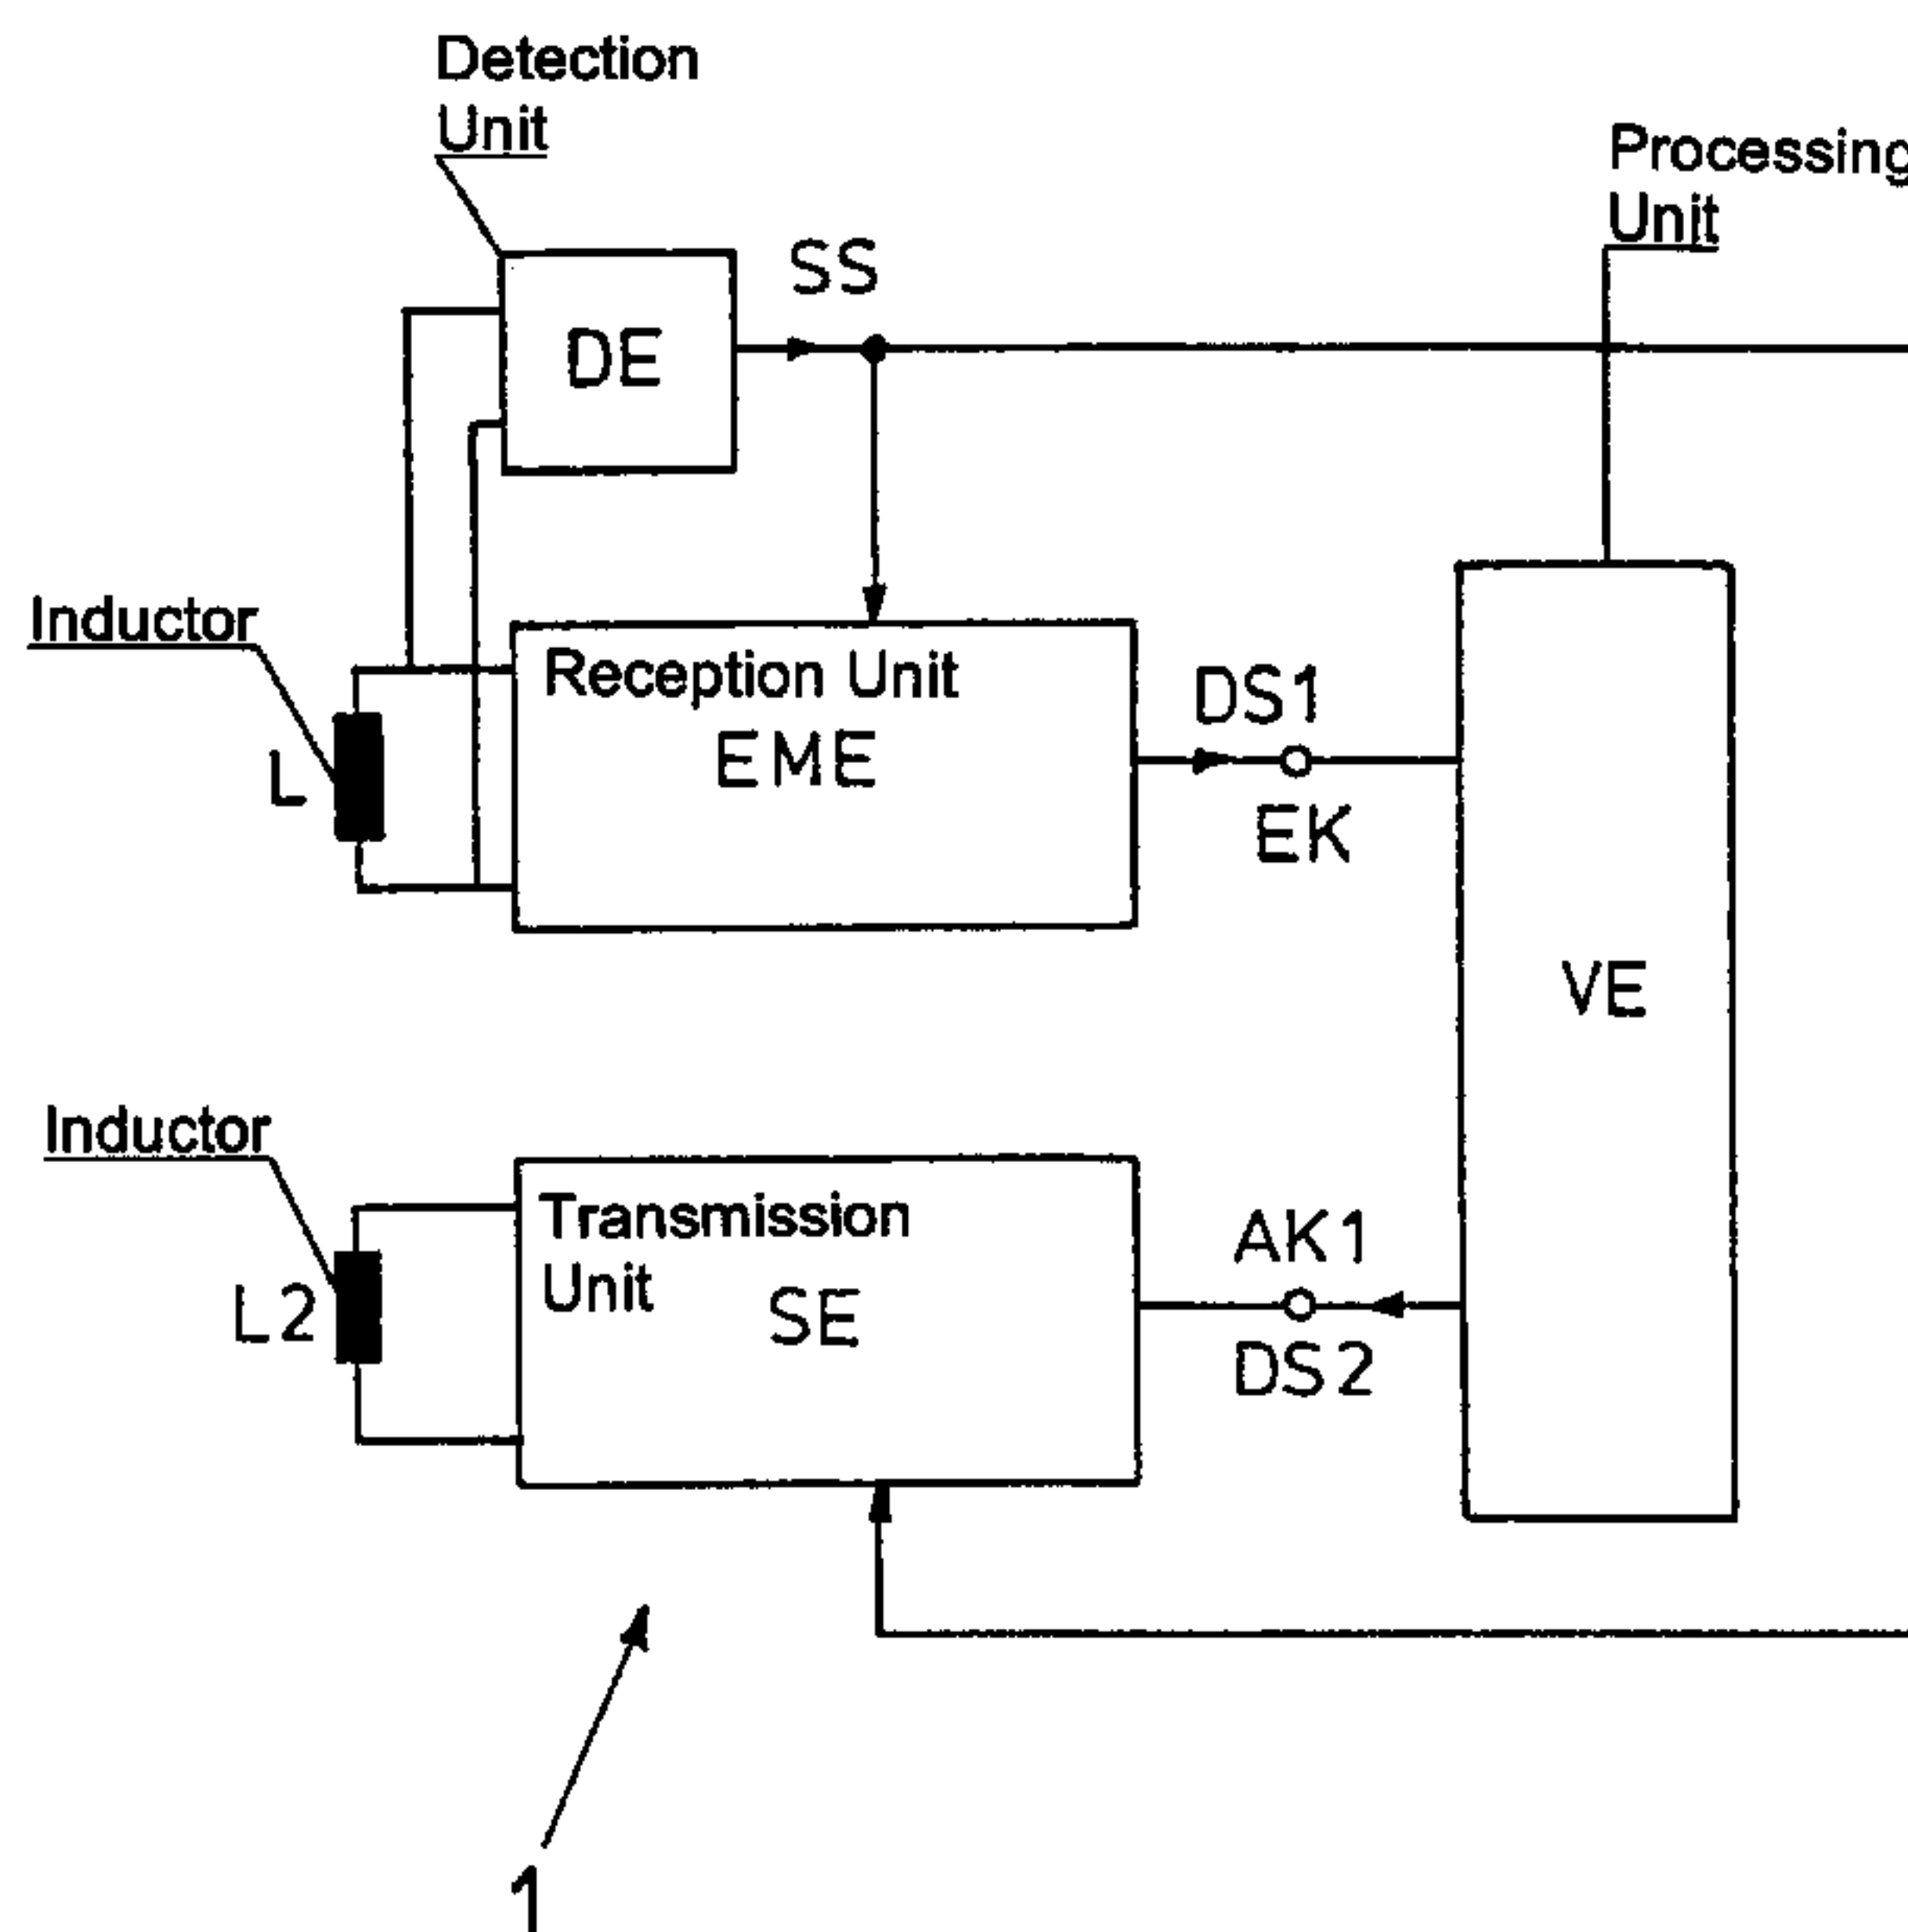 Detection
Unit
Processing
Unit
SS
DE
Inductor
Reception Unit
EME
DS1
L
EK
VE
Inductor
Transmission
Unit
AK1
L2
SE
DS2
1